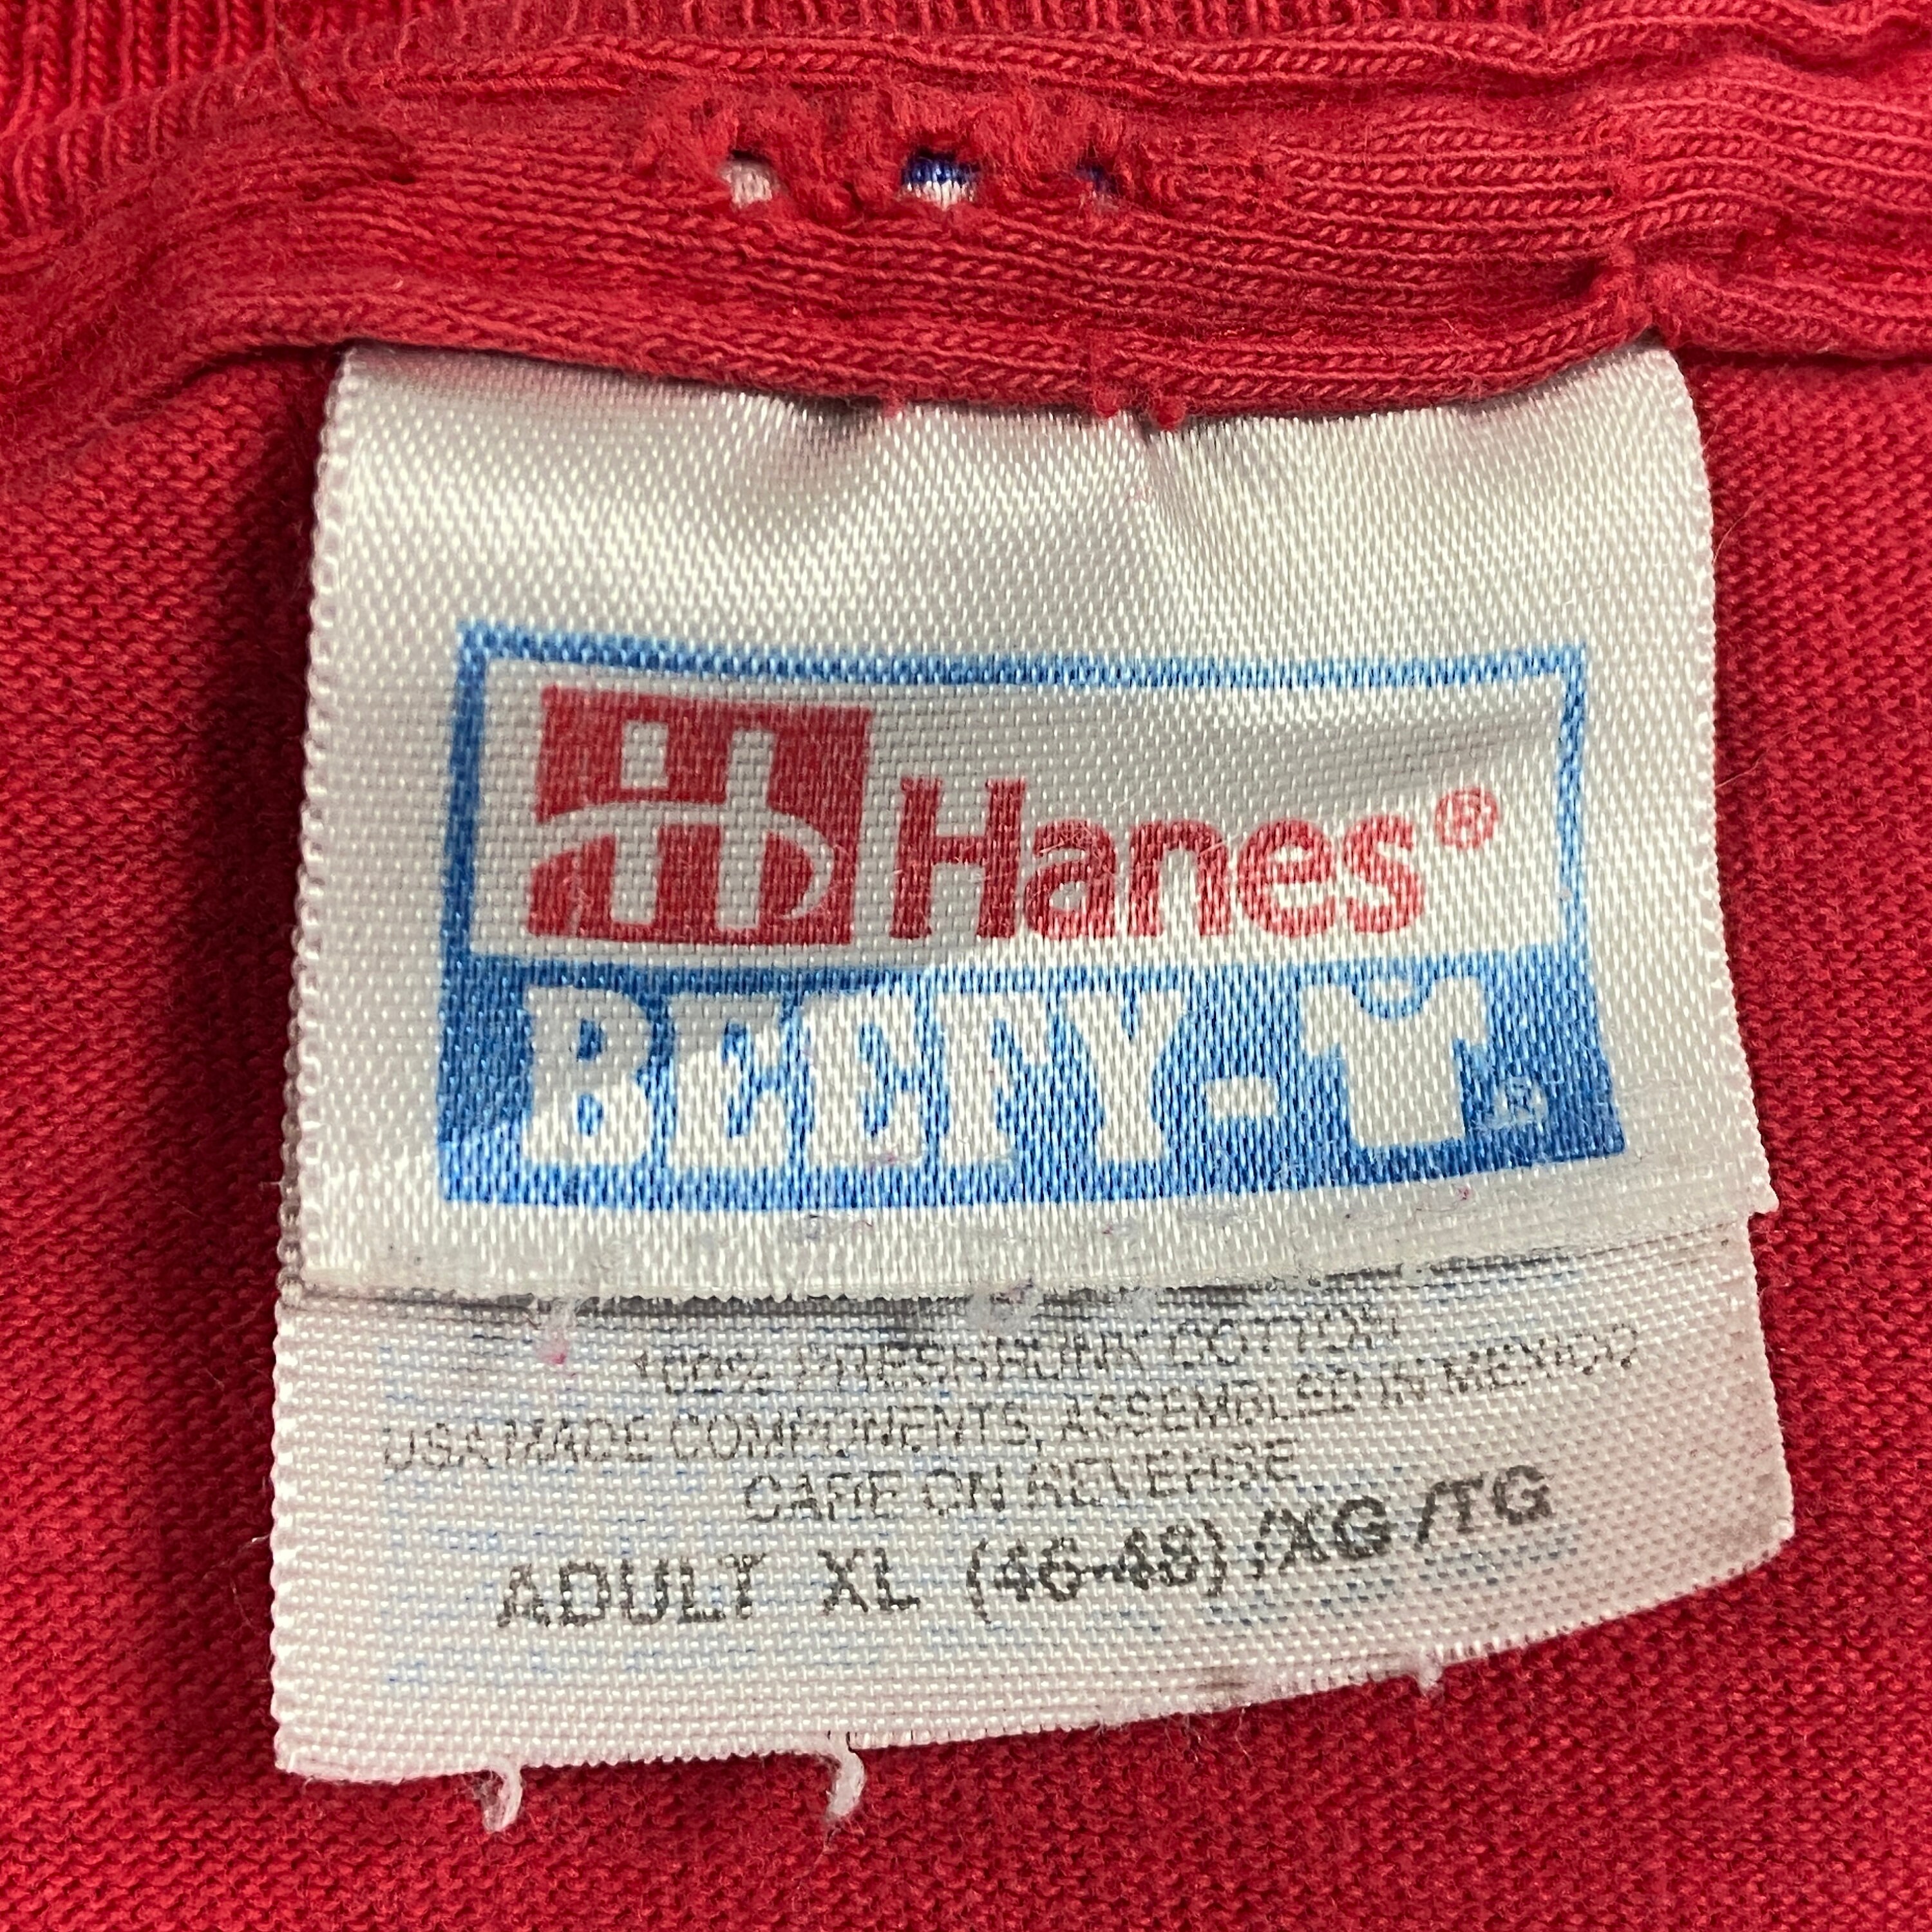 Hanes®
BEEFY-T®
100% PRESHRUNK COTTON
USA MADE COMPONENTS, ASSEMBLED IN MEXICO
CARE ON REVERSE
ADULT XL (46-48) /XG /TG